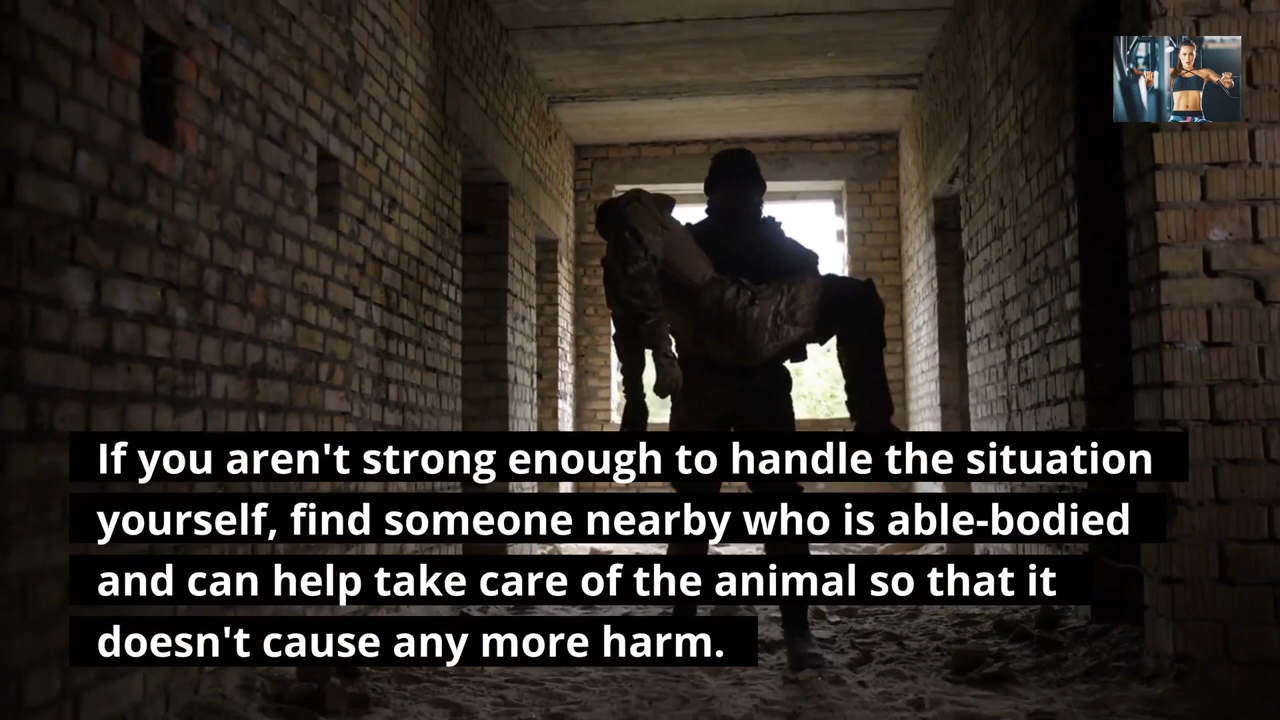 If you aren't strong enough to handle the situation
yourself, find someone nearby who is able-bodied
and can help take care of the animal so that it
doesn't cause any more harm.